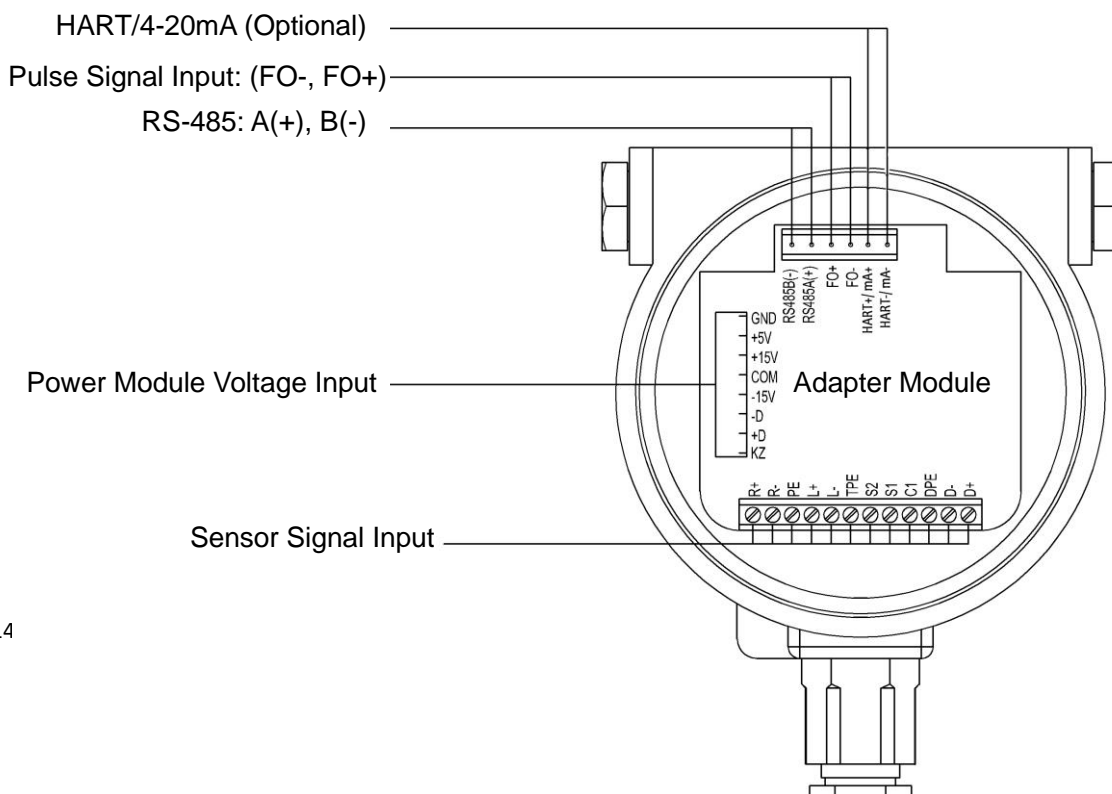 HART/4-20mA (Optional)
Pulse Signal Input: (FO-, FO+)
RS-485: A(+), B(-)
RS485B(-)
RS485A(+)
FO+
FO-
HART+/mA+
HART-/mA-
GND
+5V
+15V
COM
-15V
-D
+D
KZ
Power Module Voltage Input
Adapter Module
R+
R-
PE
L+
L-
TPE
S2
S1
C1
DPE
D-
D+
Sensor Signal Input
.4